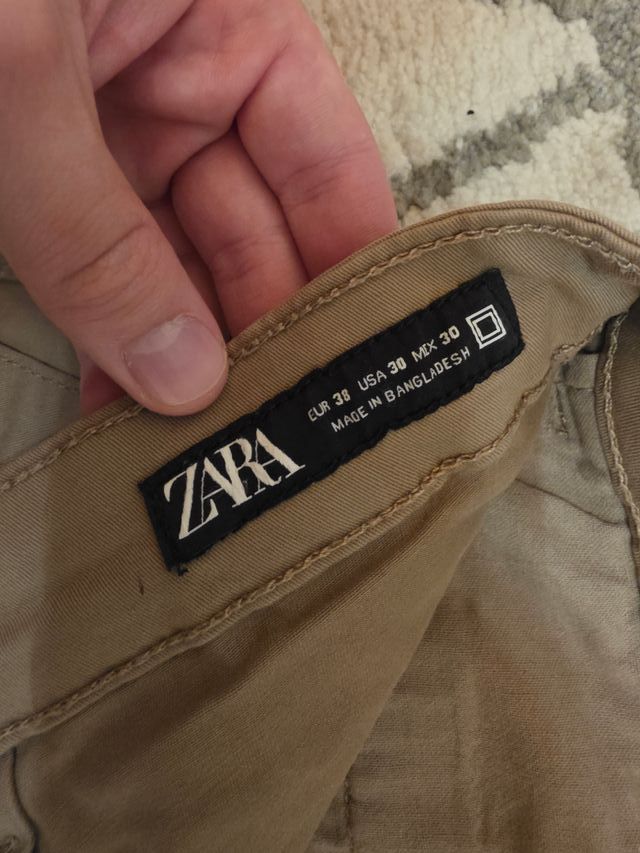 ZARA
EUR 38 USA 30 MEX 30
MADE IN BANGLADESH